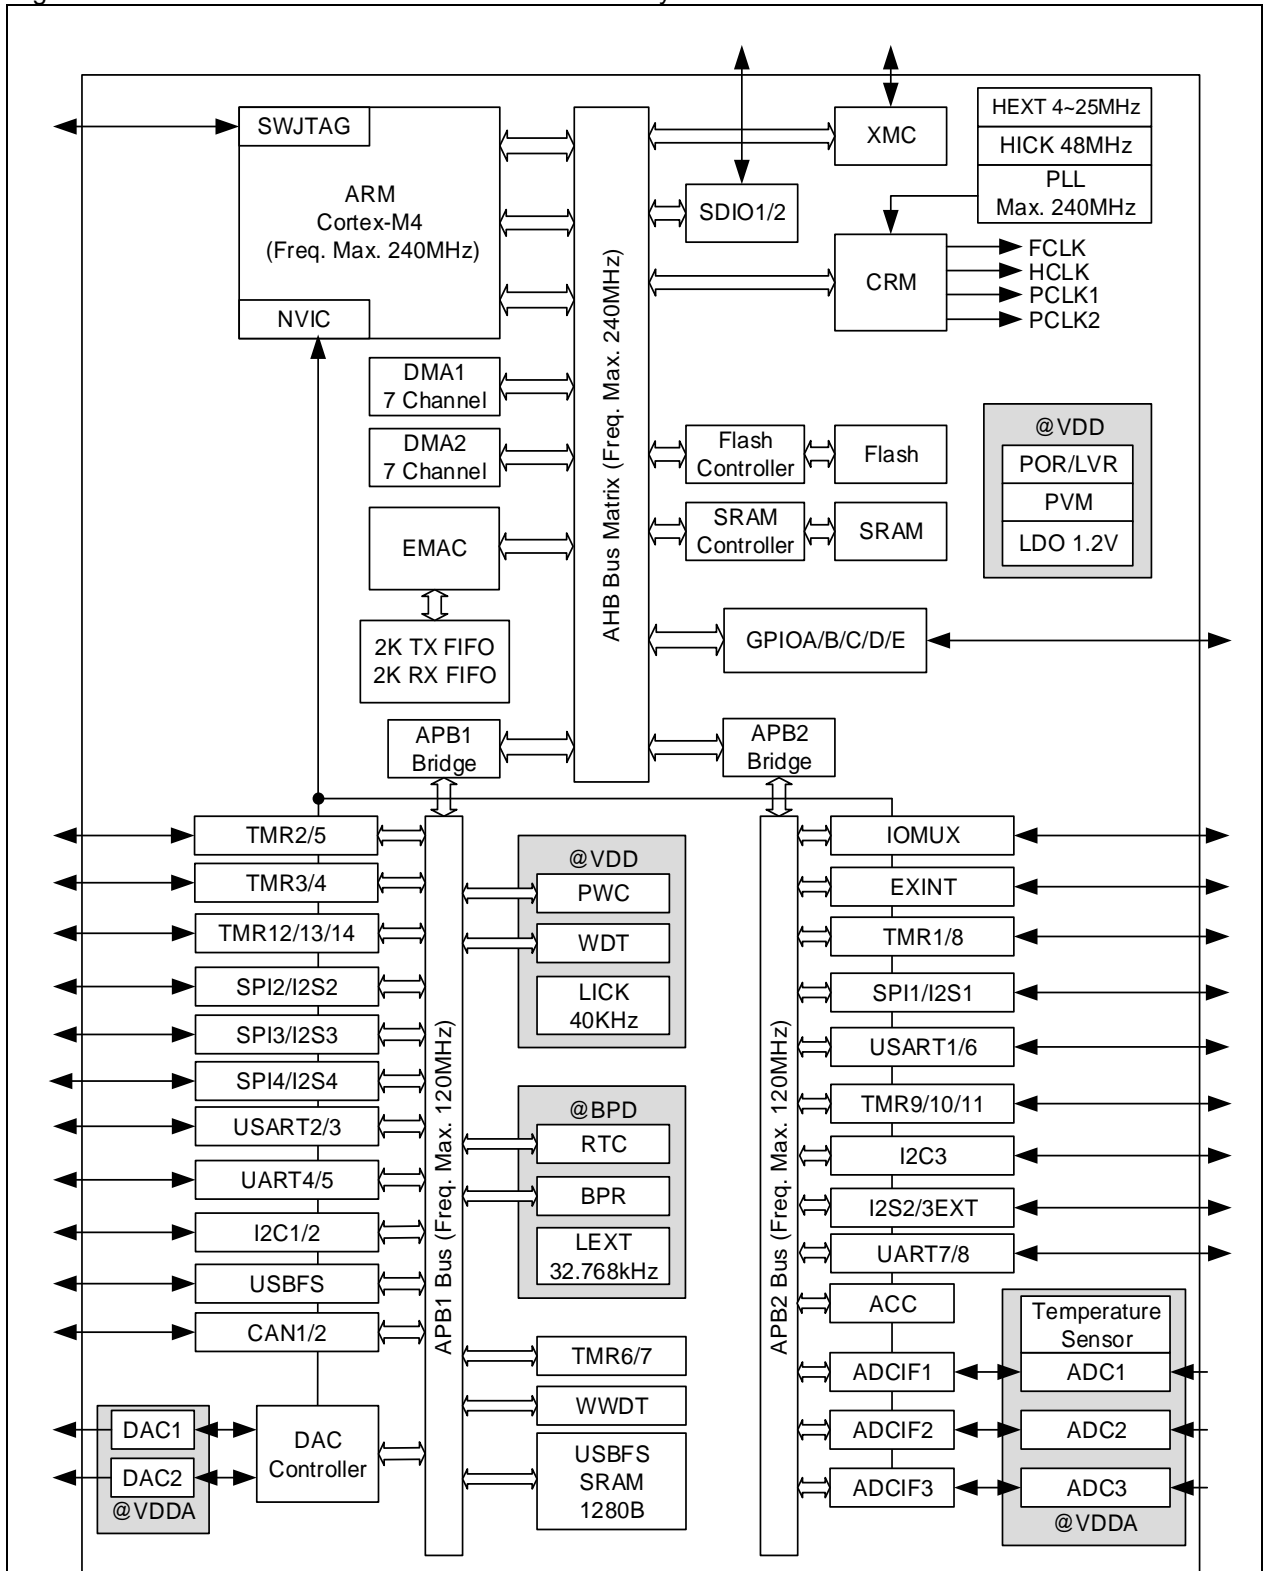 SWJTAG
ARM
Cortex-M4
(Freq. Max. 240MHz)
NVIC
DMA1
7 Channel
DMA2
7 Channel
EMAC
2K TX FIFO
2K RX FIFO
APB1
Bridge
AHB Bus Matrix (Freq. Max. 240MHz)
XMC
SDIO1/2
HEXT 4~25MHz
HICK 48MHz
PLL
Max. 240MHz
CRM
FCLK
HCLK
PCLK1
PCLK2
Flash
Controller
Flash
SRAM
Controller
SRAM
@VDD
POR/LVR
PVM
LDO 1.2V
GPIOA/B/C/D/E
APB2
Bridge
TMR2/5
TMR3/4
TMR12/13/14
SPI2/I2S2
SPI3/I2S3
SPI4/I2S4
USART2/3
UART4/5
I2C1/2
USBFS
CAN1/2
DAC1
DAC2
@VDDA
DAC
Controller
APB1 Bus (Freq. Max. 120MHz)
@VDD
PWC
WDT
LICK
40KHz
@BPD
RTC
BPR
LEXT
32.768kHz
TMR6/7
WWDT
USBFS
SRAM
1280B
APB2 Bus (Freq. Max. 120MHz)
IOMUX
EXINT
TMR1/8
SPI1/I2S1
USART1/6
TMR9/10/11
I2C3
I2S2/3EXT
UART7/8
ACC
ADCIF1
ADCIF2
ADCIF3
Temperature
Sensor
ADC1
ADC2
ADC3
@VDDA